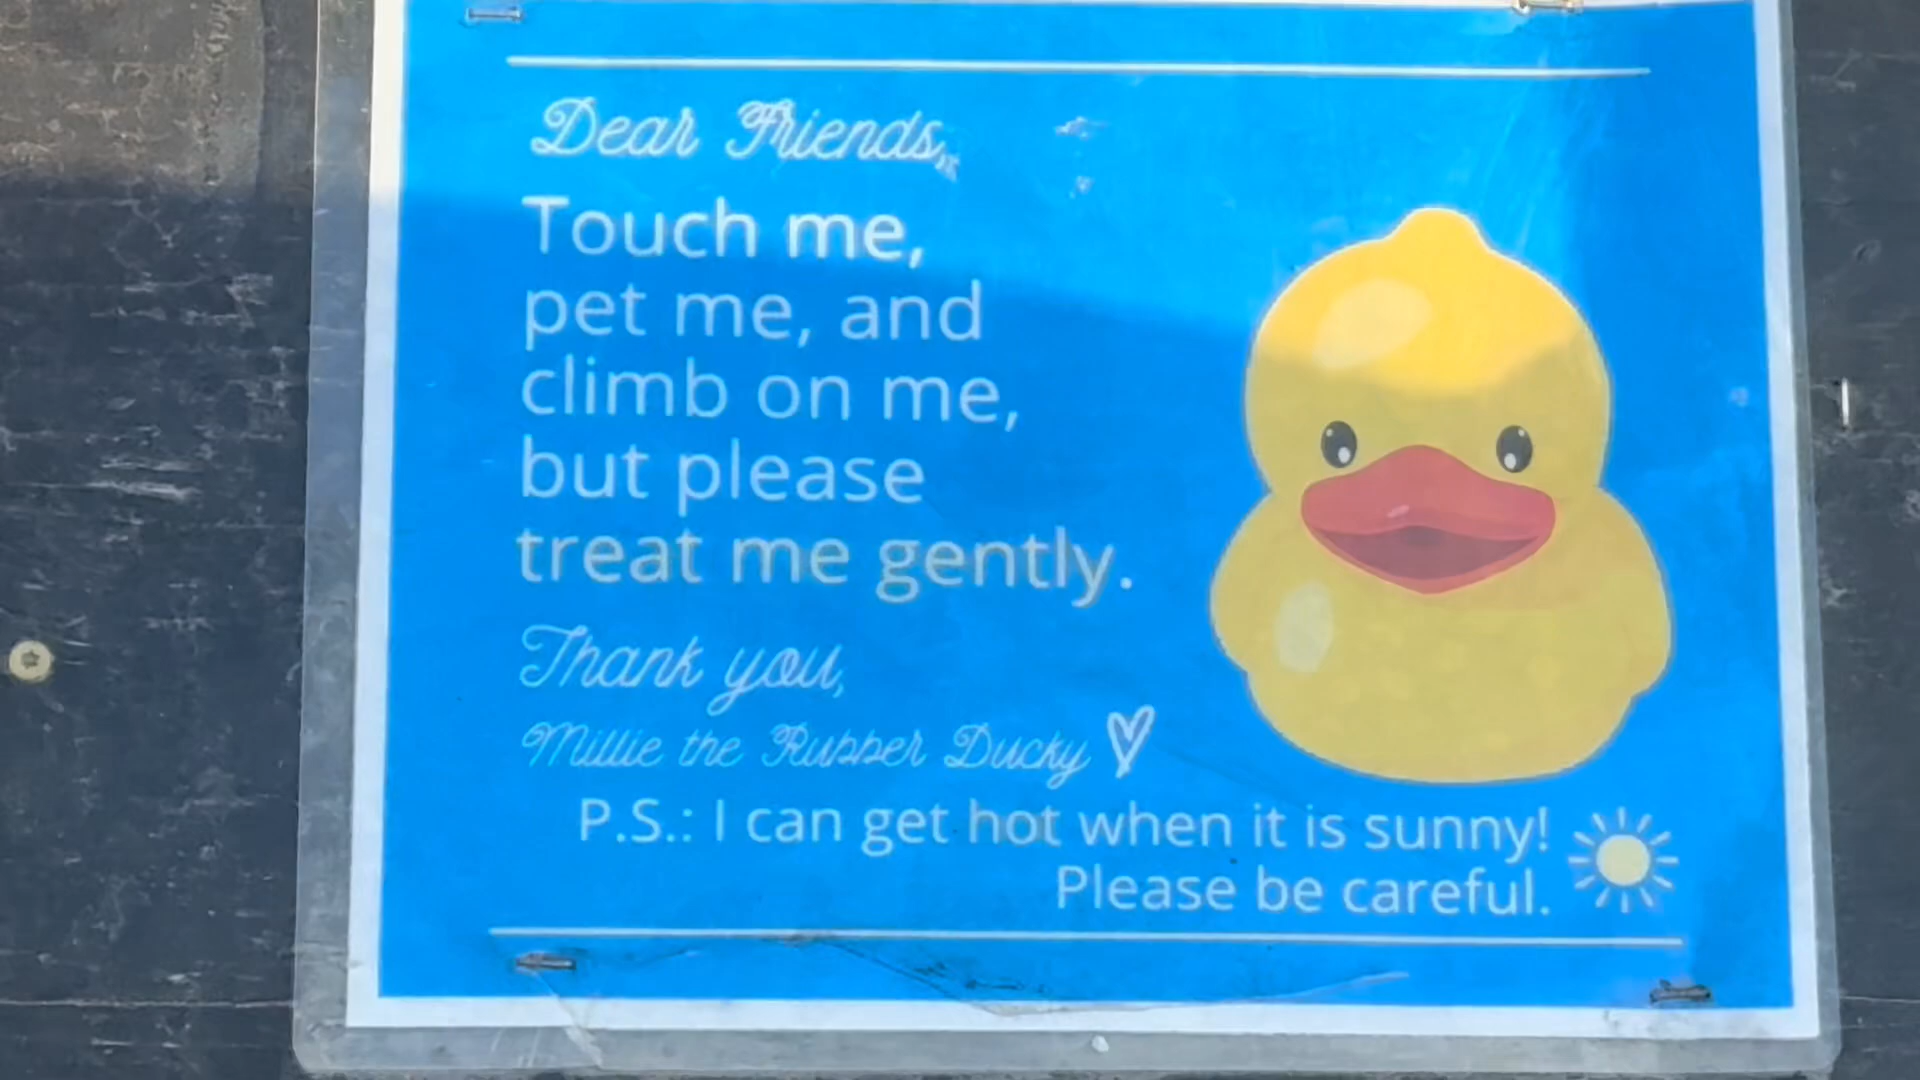 Dear Friends,
Touch me,
pet me, and
climb on me,
but please
treat me gently.
Thank you,
Millie the Rubber Ducky
P.S.: I can get hot when it is sunny!
Please be careful.